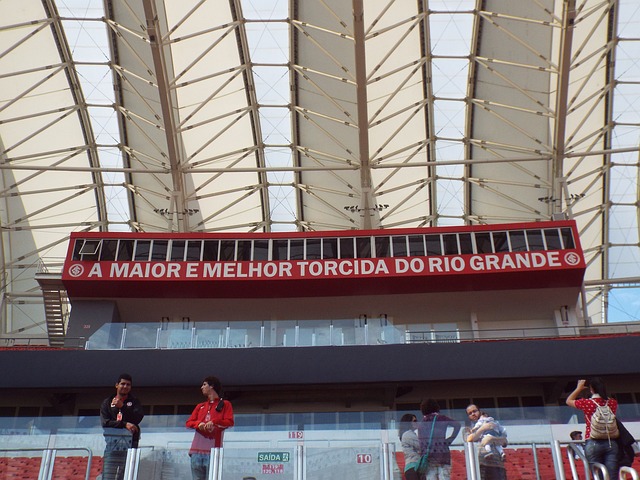 A MAIOR E MELHOR TORCIDA DO RIO GRANDE
119
SAÍDA
10